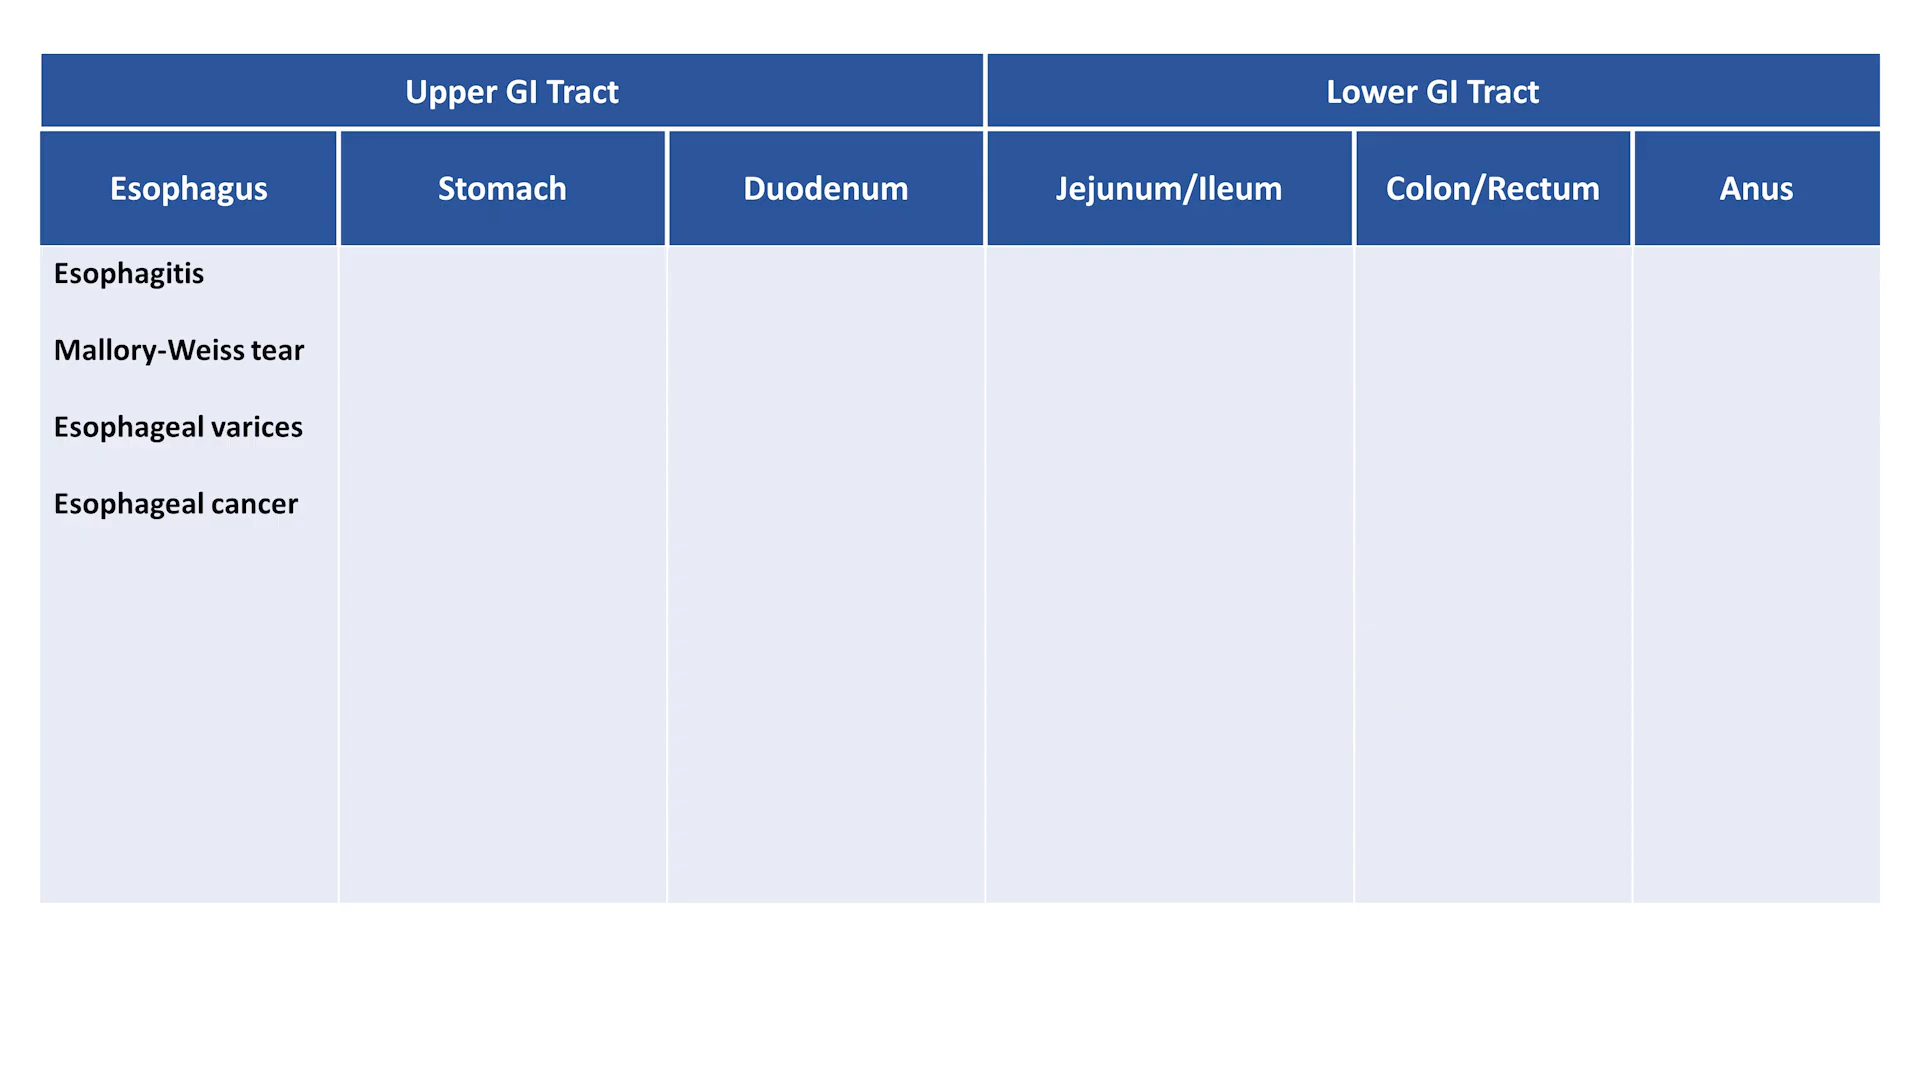 Upper GI Tract
Lower GI Tract
Esophagus
Stomach
Duodenum
Jejunum/Ileum
Colon/Rectum
Anus
Esophagitis
Mallory-Weiss tear
Esophageal varices
Esophageal cancer